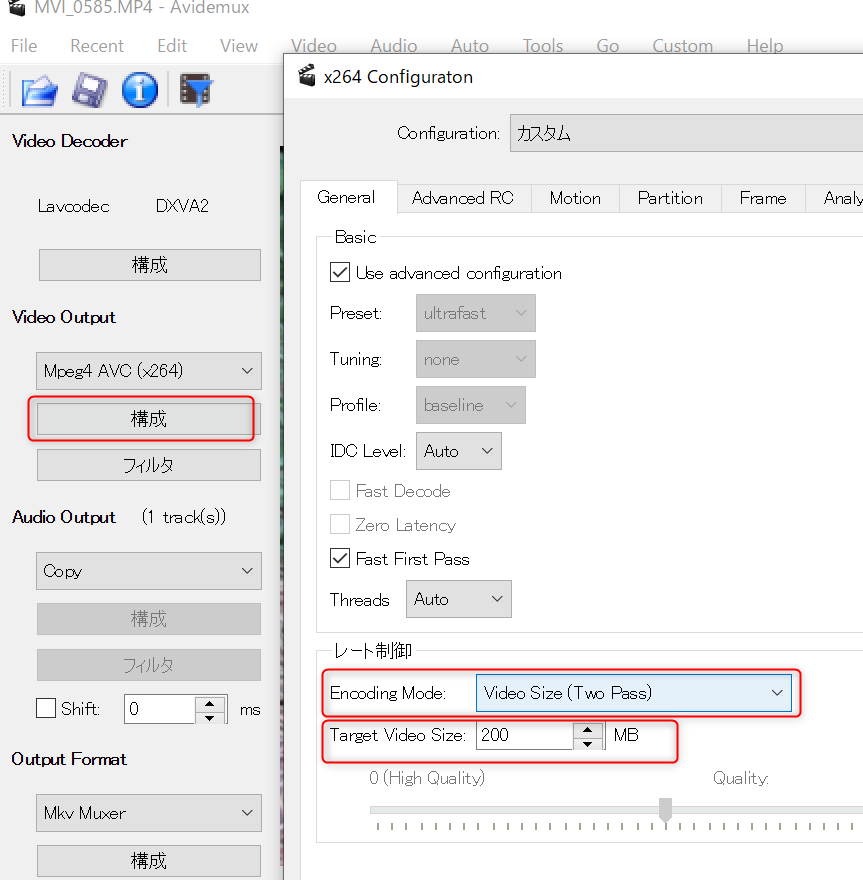 MVI_0585.MP4 - Avidemux
File Recent Edit View Video Audio Auto Tools Go Custom Help
Video Decoder
Lavcodec DXVA2
構成
Video Output
Mpeg4 AVC (x264)
構成
フィルタ
Audio Output (1 track(s))
Copy
構成
フィルタ
Shift: 0 ms
Output Format
Mkv Muxer
構成
x264 Configuraton
Configuration: カスタム
General Advanced RC Motion Partition Frame Analy
Basic
Use advanced configuration
Preset: ultrafast
Tuning: none
Profile: baseline
IDC Level: Auto
Fast Decode
Zero Latency
Fast First Pass
Threads Auto
レート制御
Encoding Mode: Video Size (Two Pass)
Target Video Size: 200 MB
0 (High Quality) Quality: